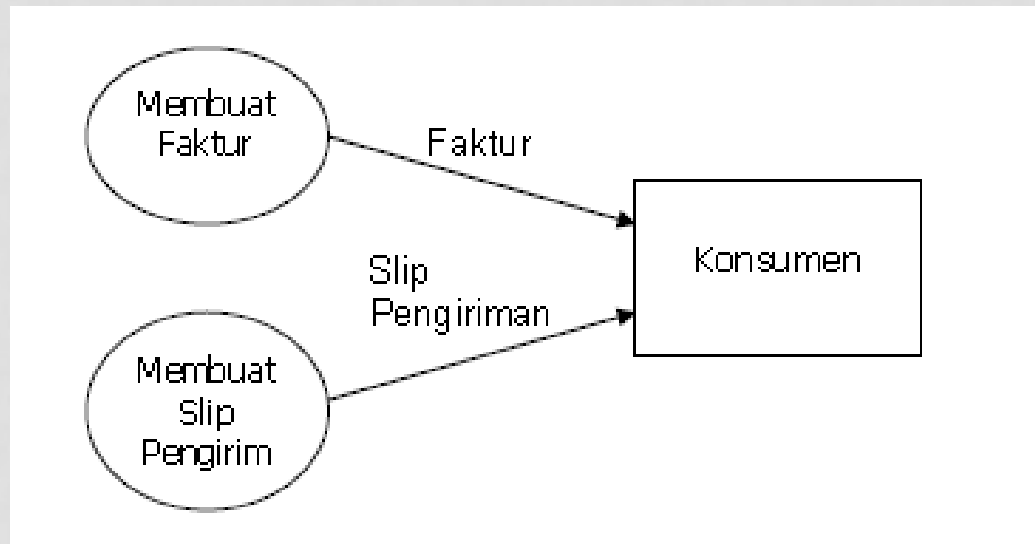 Membuat
Faktur
Faktur
Konsumen
Slip
Pengiriman
Membuat
Slip
Pengirim